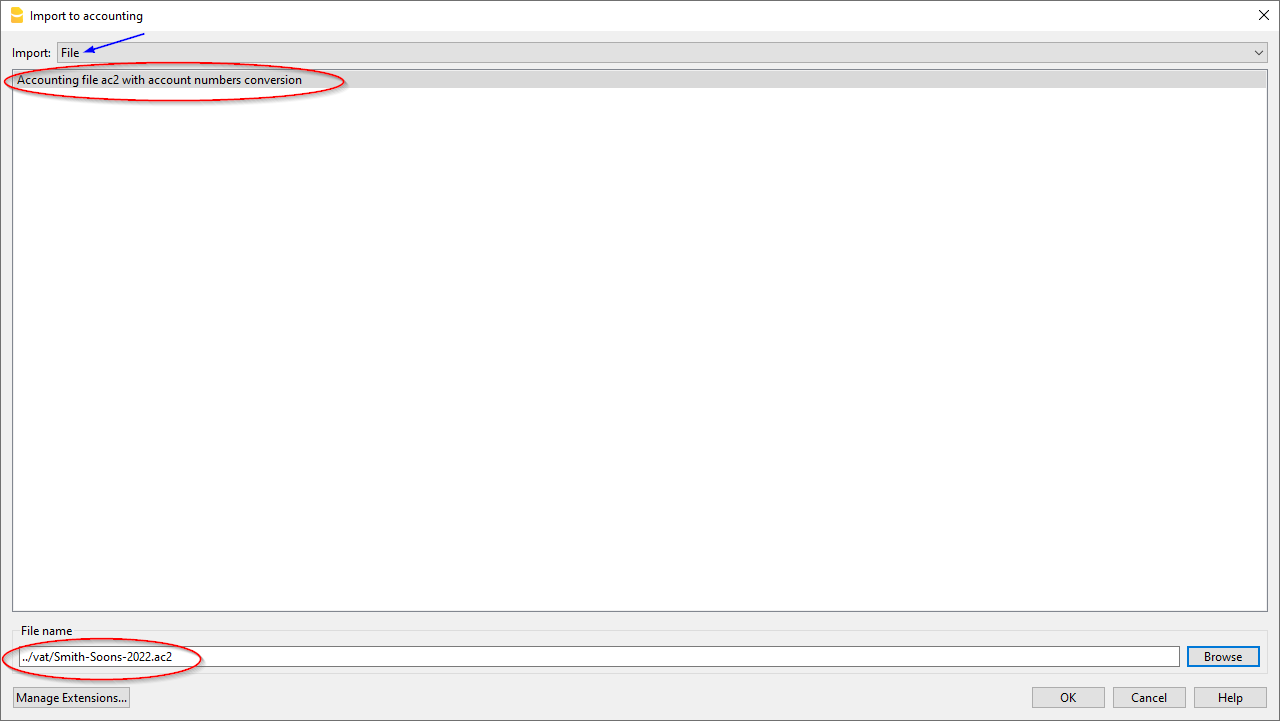 Import to accounting
Import: File
Accounting file ac2 with account numbers conversion
File name
../vat/Smith-Soons-2022.ac2
Browse
Manage Extensions...
OK
Cancel
Help